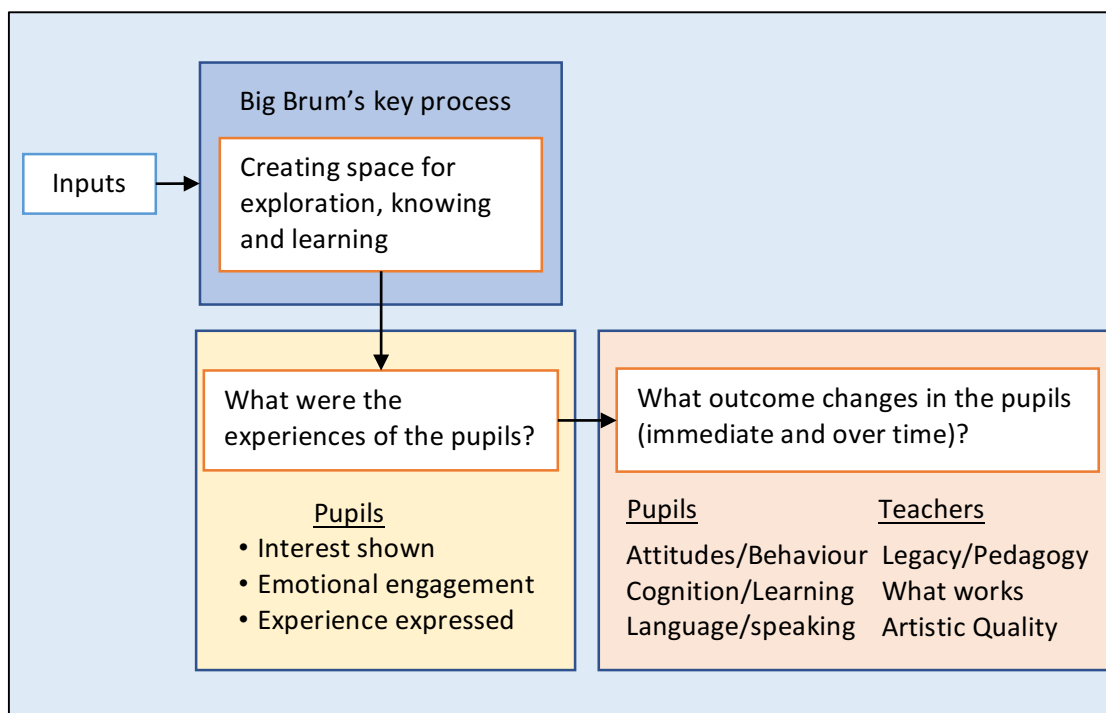 Big Brum’s key process
Inputs
Creating space for
exploration, knowing
and learning
What were the
experiences of the pupils?
Pupils
• Interest shown
• Emotional engagement
• Experience expressed
What outcome changes in the pupils
(immediate and over time)?
Pupils
Attitudes/Behaviour
Cognition/Learning
Language/speaking
Teachers
Legacy/Pedagogy
What works
Artistic Quality